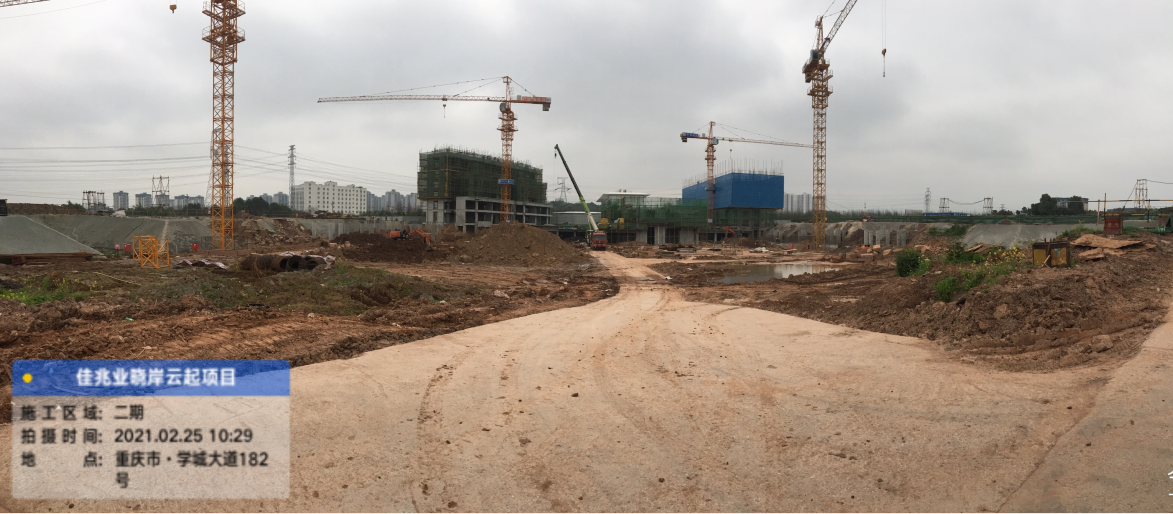 佳兆业晓岸云起项目
施工区域：二期
拍摄时间：2021.02.25 10:29
地点：重庆市·学城大道182
号